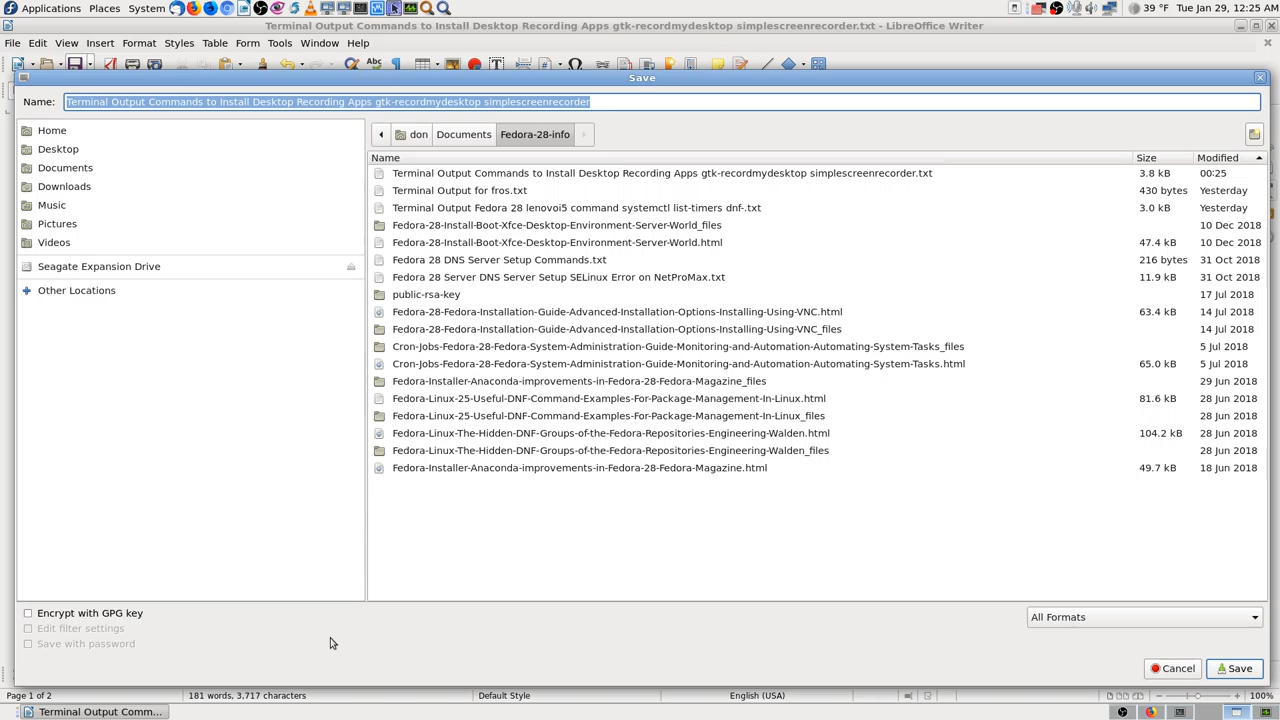 Applications Places System 39 °F Tue Jan 29, 12:25 AM
Terminal Output Commands to Install Desktop Recording Apps gtk-recordmydesktop simplescreenrecorder.txt - LibreOffice Writer
File Edit View Insert Format Styles Table Form Tools Window Help
Save
Name: Terminal Output Commands to Install Desktop Recording Apps gtk-recordmydesktop simplescreenrecorder
Home
Desktop
Documents
Downloads
Music
Pictures
Videos
Seagate Expansion Drive
Other Locations
don Documents Fedora-28-info
Name Size Modified
Terminal Output Commands to Install Desktop Recording Apps gtk-recordmydesktop simplescreenrecorder.txt 3.8 kB 00:25
Terminal Output for fros.txt 430 bytes Yesterday
Terminal Output Fedora 28 lenovoi5 command systemctl list-timers dnf-.txt 3.0 kB Yesterday
Fedora-28-Install-Boot-Xfce-Desktop-Environment-Server-World_files 10 Dec 2018
Fedora-28-Install-Boot-Xfce-Desktop-Environment-Server-World.html 47.4 kB 10 Dec 2018
Fedora 28 DNS Server Setup Commands.txt 216 bytes 31 Oct 2018
Fedora 28 Server DNS Server Setup SELinux Error on NetProMax.txt 11.9 kB 31 Oct 2018
public-rsa-key 17 Jul 2018
Fedora-28-Fedora-Installation-Guide-Advanced-Installation-Options-Installing-Using-VNC.html 63.4 kB 14 Jul 2018
Fedora-28-Fedora-Installation-Guide-Advanced-Installation-Options-Installing-Using-VNC_files 14 Jul 2018
Cron-Jobs-Fedora-28-Fedora-System-Administration-Guide-Monitoring-and-Automation-Automating-System-Tasks_files 5 Jul 2018
Cron-Jobs-Fedora-28-Fedora-System-Administration-Guide-Monitoring-and-Automation-Automating-System-Tasks.html 65.0 kB 5 Jul 2018
Fedora-Installer-Anaconda-improvements-in-Fedora-28-Fedora-Magazine_files 29 Jun 2018
Fedora-Linux-25-Useful-DNF-Command-Examples-For-Package-Management-In-Linux.html 81.6 kB 28 Jun 2018
Fedora-Linux-25-Useful-DNF-Command-Examples-For-Package-Management-In-Linux_files 28 Jun 2018
Fedora-Linux-The-Hidden-DNF-Groups-of-the-Fedora-Repositories-Engineering-Walden.html 104.2 kB 28 Jun 2018
Fedora-Linux-The-Hidden-DNF-Groups-of-the-Fedora-Repositories-Engineering-Walden_files 28 Jun 2018
Fedora-Installer-Anaconda-improvements-in-Fedora-28-Fedora-Magazine.html 49.7 kB 18 Jun 2018
Encrypt with GPG key
Edit filter settings
Save with password
All Formats
Cancel Save
Page 1 of 2 181 words, 3,717 characters Default Style English (USA) 100%
Terminal Output Comm...